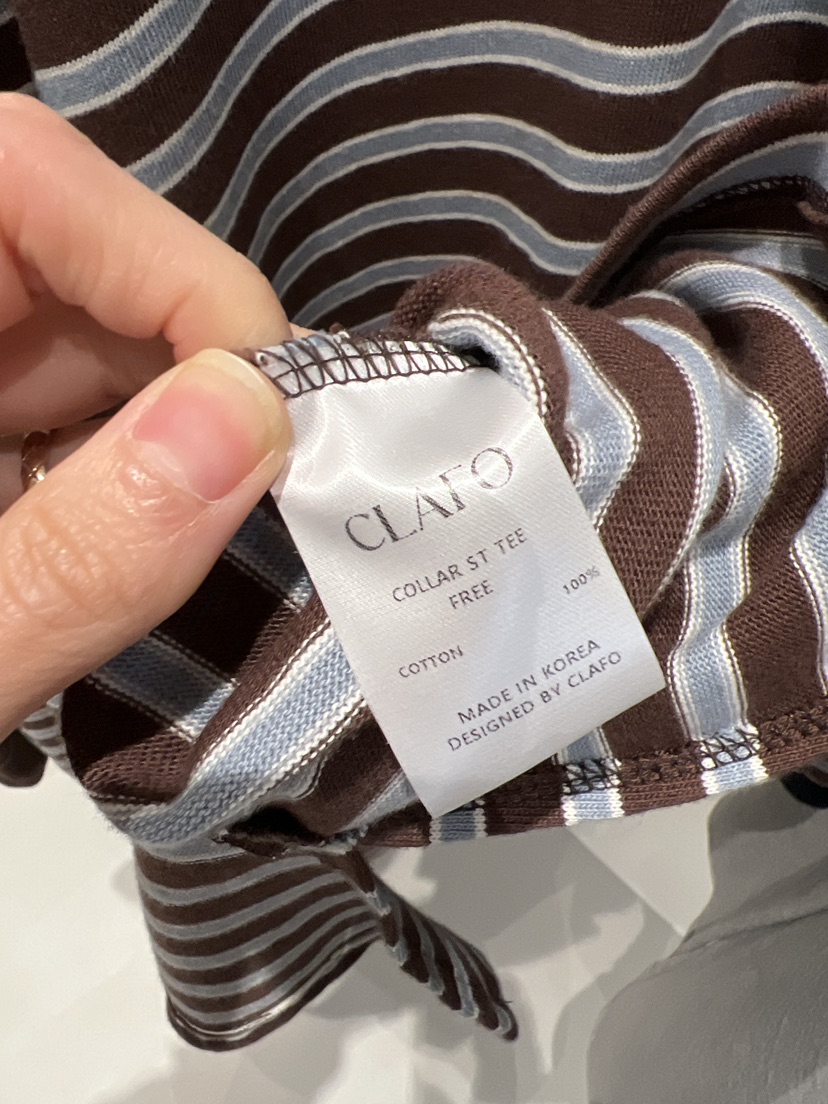 CLAFO
COLLAR ST TEE
FREE
COTTON 100%
MADE IN KOREA
DESIGNED BY CLAFO